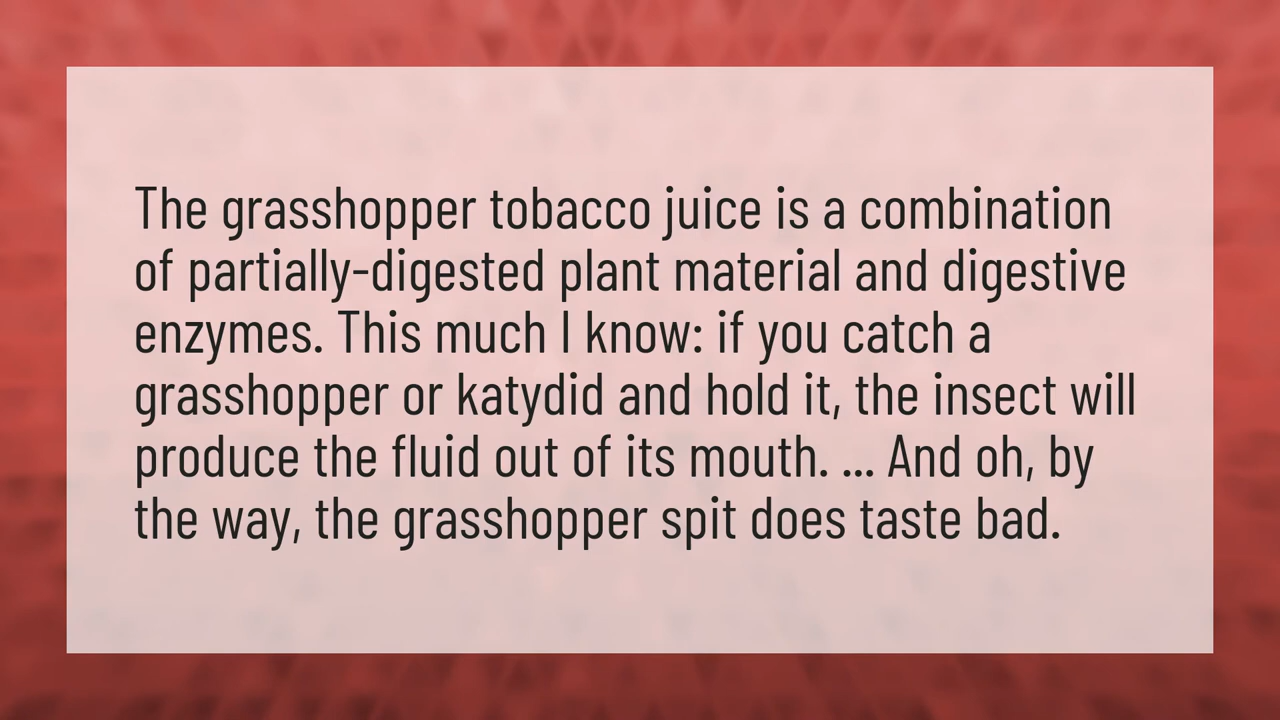 The grasshopper tobacco juice is a combination
of partially-digested plant material and digestive
enzymes. This much I know: if you catch a
grasshopper or katydid and hold it, the insect will
produce the fluid out of its mouth. ... And oh, by
the way, the grasshopper spit does taste bad.